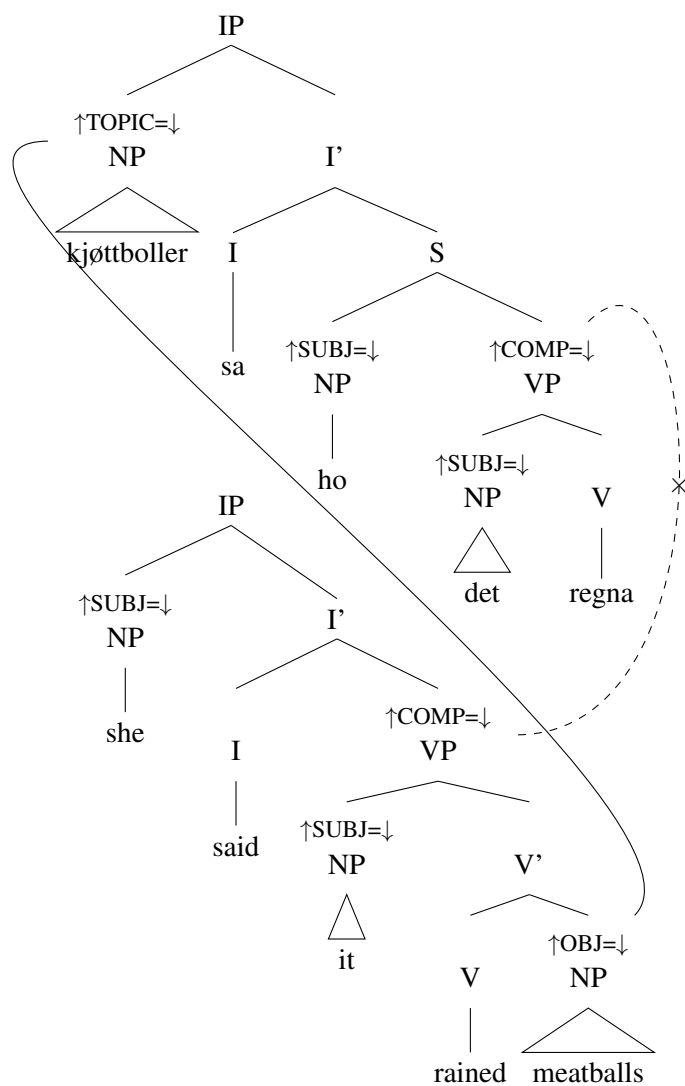 IP
↑TOPIC=↓
NP I’
kjøttboller I S
sa ↑SUBJ=↓ ↑COMP=↓
NP VP
ho ↑SUBJ=↓
NP V
det regna
IP
↑SUBJ=↓
NP I’
she ↑COMP=↓
I VP
said ↑SUBJ=↓
NP V’
it ↑OBJ=↓
V NP
rained meatballs